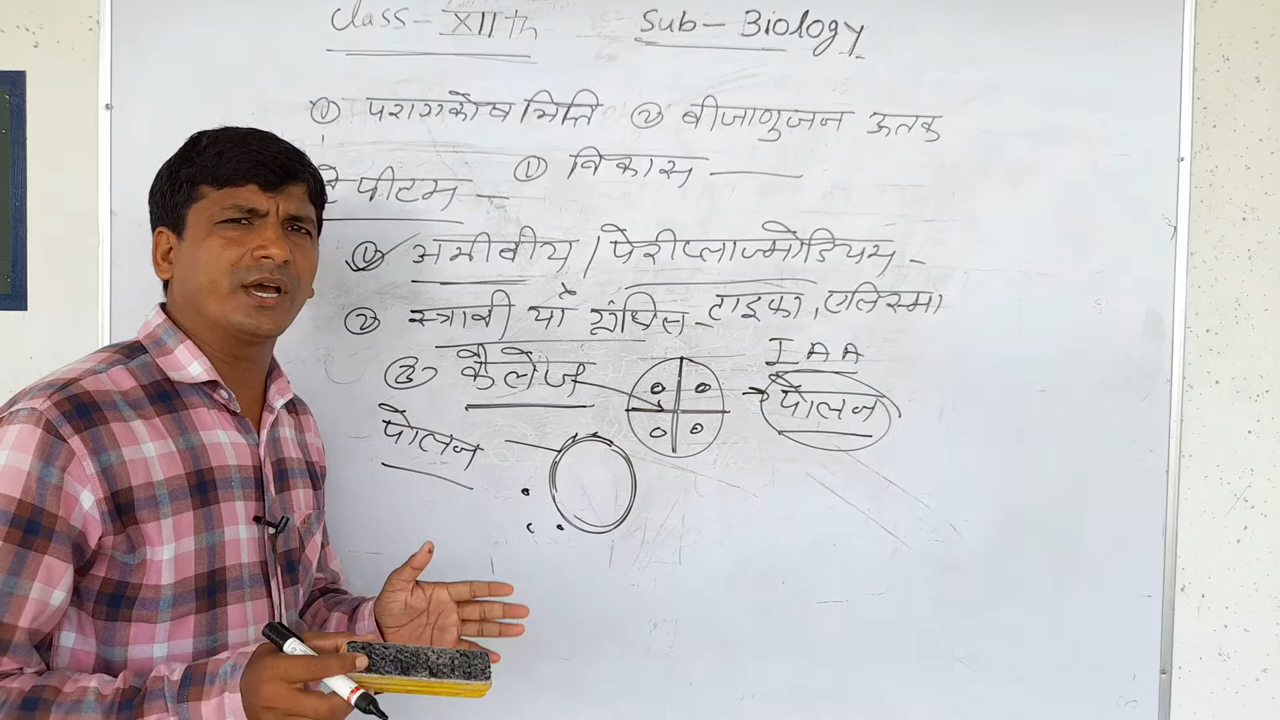 Class- XIIth Sub- Biology
① परागकोष भित्ति ② बीजाणुजन ऊतक
टेपीटम - ① विकास —
① अमीबीय / पेरीप्लाज्मोडियम -
② स्त्रावी या ग्रंथिल - टाइफा, एलिस्मा
③ कैलेज
IAA
पोलन
पोलन